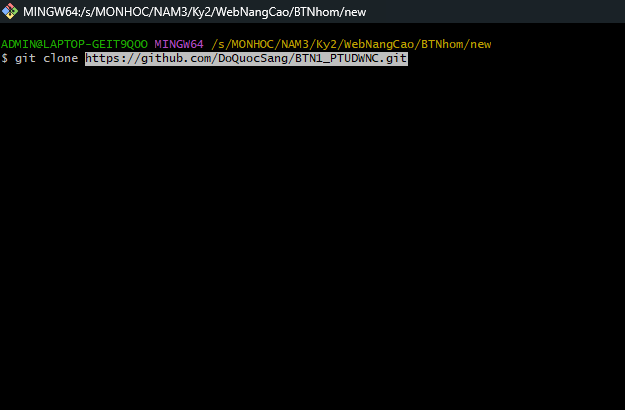 MINGW64:/s/MONHOC/NAM3/Ky2/WebNangCao/BTNhom/new
ADMIN@LAPTOP-GEIT9QOO MINGW64 /s/MONHOC/NAM3/Ky2/WebNangCao/BTNhom/new
$ git clone https://github.com/DoQuocSang/BTN1_PTUDWNC.git